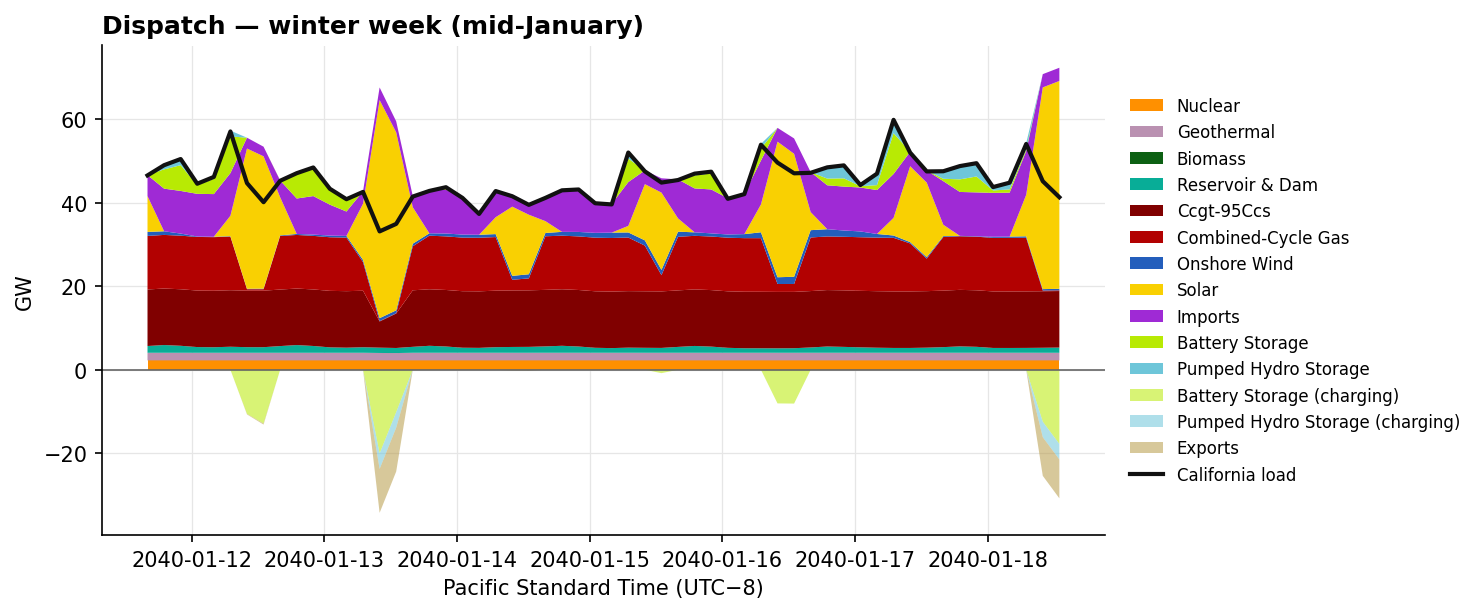 Dispatch — winter week (mid-January)
GW
60
40
20
0
−20
2040-01-12
2040-01-13
2040-01-14
2040-01-15
2040-01-16
2040-01-17
2040-01-18
Pacific Standard Time (UTC−8)
Nuclear
Geothermal
Biomass
Reservoir & Dam
Ccgt-95Ccs
Combined-Cycle Gas
Onshore Wind
Solar
Imports
Battery Storage
Pumped Hydro Storage
Battery Storage (charging)
Pumped Hydro Storage (charging)
Exports
California load